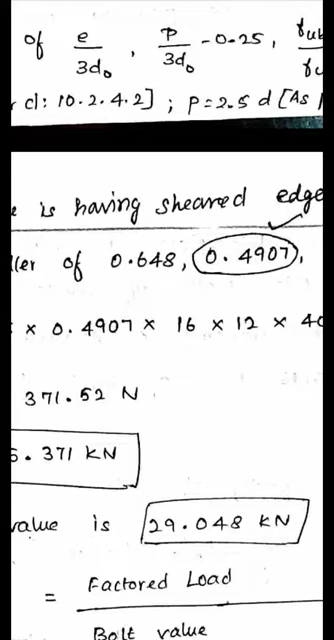 of e/3d₀, p/3d₀ - 0.25, fub/fu
cl: 10.2.4.2] ; p = 2.5 d [As
is having sheared edge
ller of 0.648, 0.4907,
x 0.4907 x 16 x 12 x 40
371.52 N
5.371 KN
value is 29.048 KN
= Factored Load
Bolt value